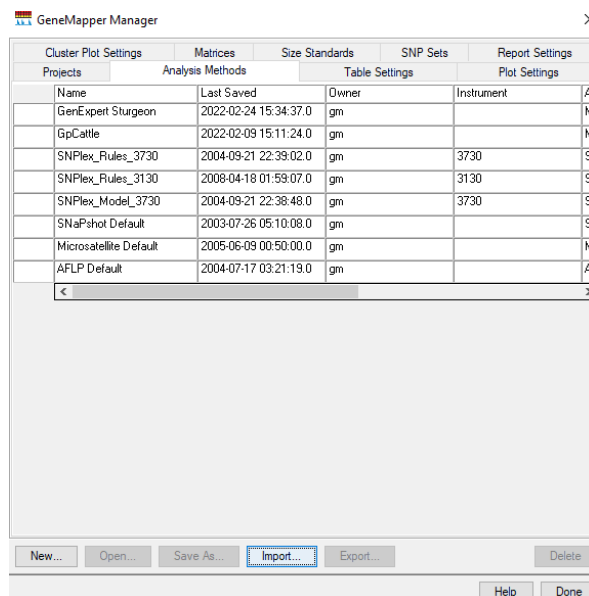 GeneMapper Manager
Cluster Plot Settings Matrices Size Standards SNP Sets Report Settings
Projects Analysis Methods Table Settings Plot Settings
Name Last Saved Owner Instrument
GenExpert Sturgeon 2022-02-24 15:34:37.0 gm
GpCattle 2022-02-09 15:11:24.0 gm
SNPlex_Rules_3730 2004-09-21 22:39:02.0 gm 3730
SNPlex_Rules_3130 2008-04-18 01:59:07.0 gm 3130
SNPlex_Model_3730 2004-09-21 22:38:48.0 gm 3730
SNaPshot Default 2003-07-26 05:10:08.0 gm
Microsatellite Default 2005-06-09 00:50:00.0 gm
AFLP Default 2004-07-17 03:21:19.0 gm
New... Open... Save As... Import... Export... Delete
Help Done